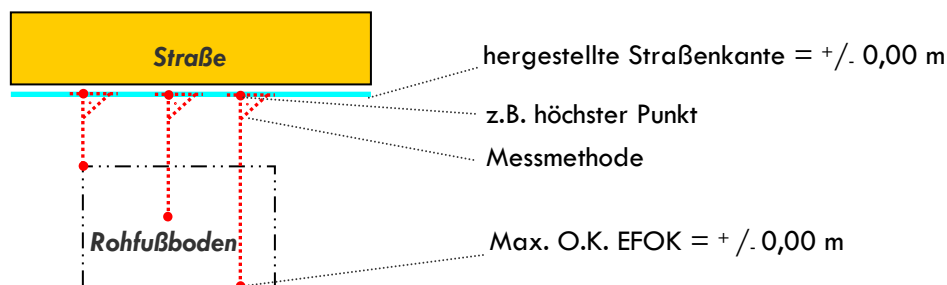 Straße
hergestellte Straßenkante = +/- 0,00 m
z.B. höchster Punkt
Messmethode
Rohfußboden
Max. O.K. EFOK = + /- 0,00 m